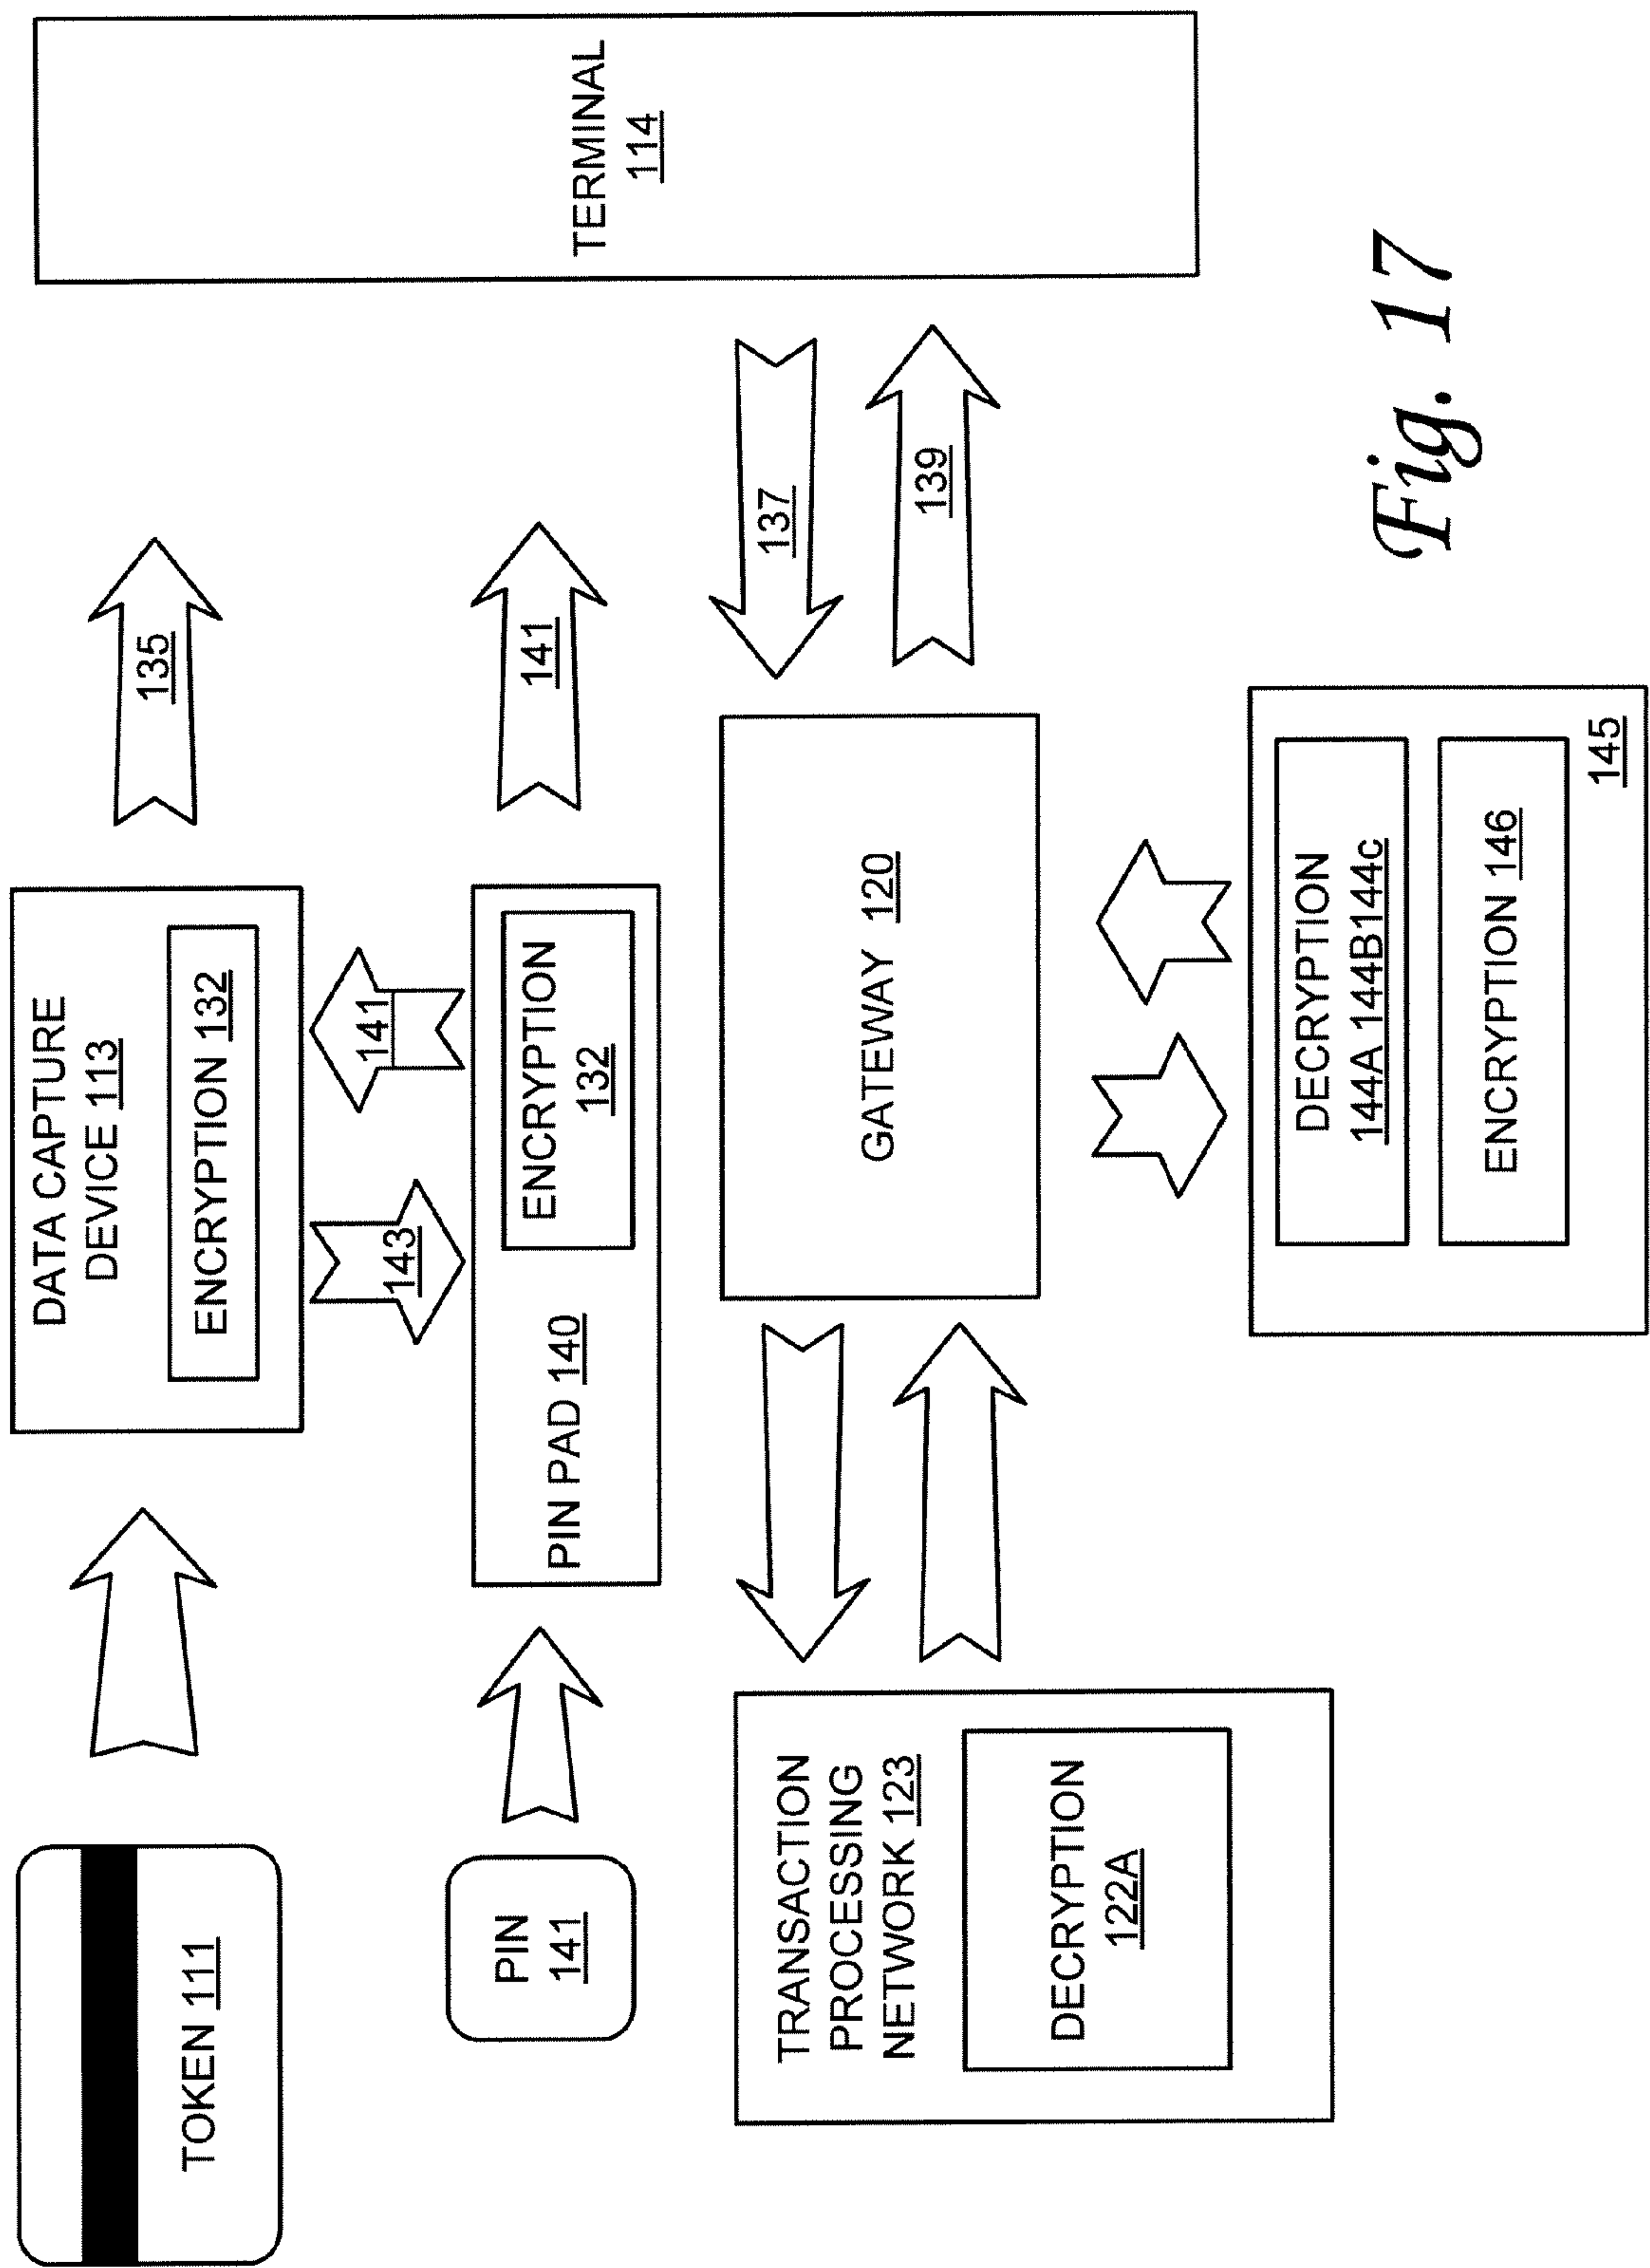 TOKEN 111
DATA CAPTURE
DEVICE 113
ENCRYPTION 132
135
TERMINAL
114
143
141
PIN
141
PIN PAD 140
ENCRYPTION
132
141
TRANSACTION
PROCESSING
NETWORK 123
DECRYPTION
122A
GATEWAY 120
137
139
DECRYPTION
144A 144B144c
ENCRYPTION 146
145
Fig. 17